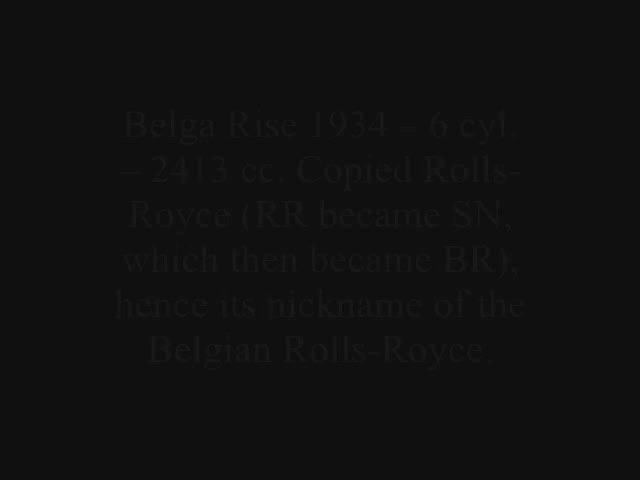 Belga Rise 1934 – 6 cyl.
– 2413 cc. Copied Rolls-
Royce (RR became SN,
which then became BR),
hence its nickname of the
Belgian Rolls-Royce.